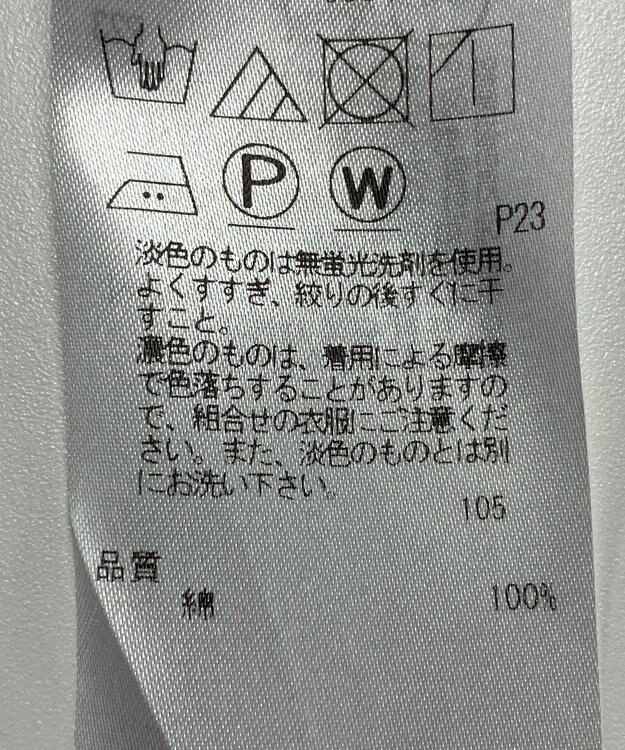 P
W
P23
淡色のものは無蛍光洗剤を使用。
よくすすぎ、絞りの後すぐに干
すこと。
濃色のものは、着用による摩擦
で色落ちすることがありますの
で、組合せの衣服にご注意くだ
さい。また、淡色のものとは別
にお洗い下さい。
105
品質
綿 100%